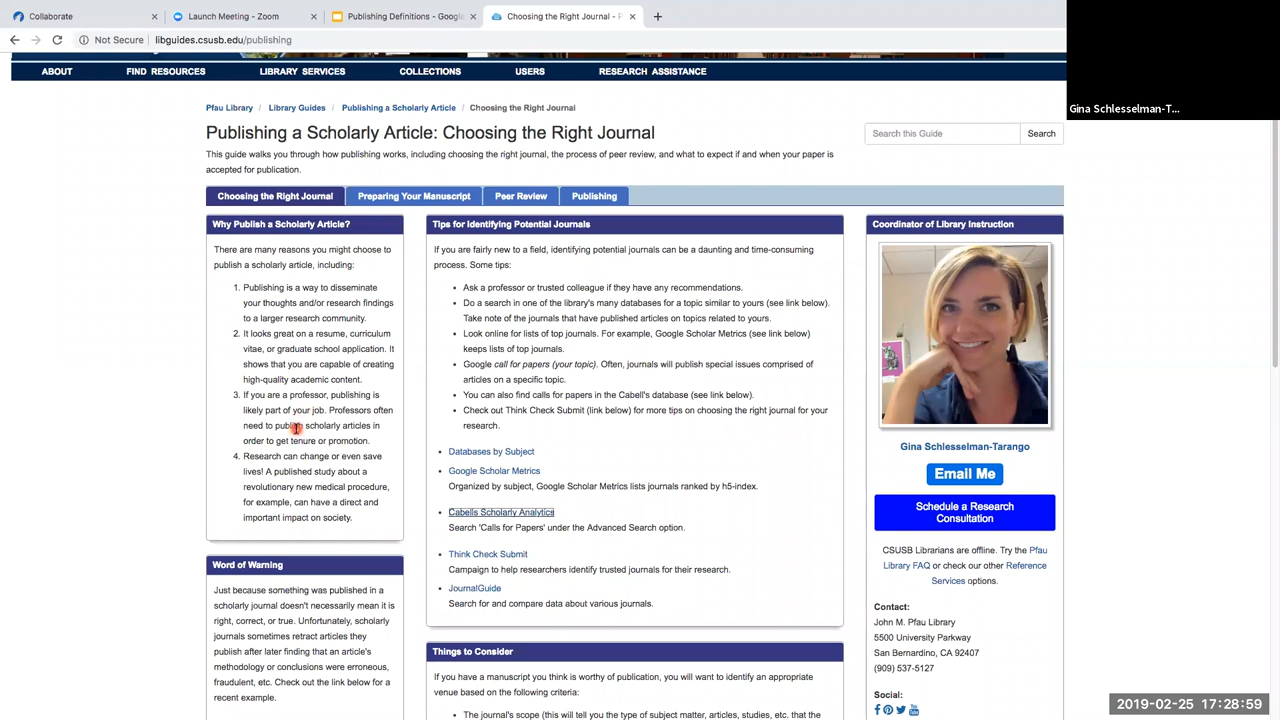 Collaborate
Launch Meeting - Zoom
Publishing Definitions - Google
Choosing the Right Journal - P
Not Secure
libguides.csusb.edu/publishing
Gina Schlesselman-T...
ABOUT
FIND RESOURCES
LIBRARY SERVICES
COLLECTIONS
USERS
RESEARCH ASSISTANCE
Pfau Library / Library Guides / Publishing a Scholarly Article / Choosing the Right Journal
Publishing a Scholarly Article: Choosing the Right Journal
Search this Guide
Search
This guide walks you through how publishing works, including choosing the right journal, the process of peer review, and what to expect if and when your paper is
accepted for publication.
Choosing the Right Journal
Preparing Your Manuscript
Peer Review
Publishing
Why Publish a Scholarly Article?
There are many reasons you might choose to
publish a scholarly article, including:
1. Publishing is a way to disseminate
your thoughts and/or research findings
to a larger research community.
2. It looks great on a resume, curriculum
vitae, or graduate school application. It
shows that you are capable of creating
high-quality academic content.
3. If you are a professor, publishing is
likely part of your job. Professors often
need to publish scholarly articles in
order to get tenure or promotion.
4. Research can change or even save
lives! A published study about a
revolutionary new medical procedure,
for example, can have a direct and
important impact on society.
Word of Warning
Just because something was published in a
scholarly journal doesn't necessarily mean it is
right, correct, or true. Unfortunately, scholarly
journals sometimes retract articles they
publish after later finding that an article's
methodology or conclusions were erroneous,
fraudulent, etc. Check out the link below for a
recent example.
Tips for Identifying Potential Journals
If you are fairly new to a field, identifying potential journals can be a daunting and time-consuming
process. Some tips:
• Ask a professor or trusted colleague if they have any recommendations.
• Do a search in one of the library's many databases for a topic similar to yours (see link below).
Take note of the journals that have published articles on topics related to yours.
• Look online for lists of top journals. For example, Google Scholar Metrics (see link below)
keeps lists of top journals.
• Google call for papers (your topic). Often, journals will publish special issues comprised of
articles on a specific topic.
• You can also find calls for papers in the Cabell's database (see link below).
• Check out Think Check Submit (link below) for more tips on choosing the right journal for your
research.
• Databases by Subject
• Google Scholar Metrics
Organized by subject, Google Scholar Metrics lists journals ranked by h5-index.
• Cabells Scholarly Analytics
Search 'Calls for Papers' under the Advanced Search option.
• Think Check Submit
Campaign to help researchers identify trusted journals for their research.
• JournalGuide
Search for and compare data about various journals.
Things to Consider
If you have a manuscript you think is worthy of publication, you will want to identify an appropriate
venue based on the following criteria:
• The journal's scope (this will tell you the type of subject matter, articles, studies, etc. that the
Coordinator of Library Instruction
Gina Schlesselman-Tarango
Email Me
Schedule a Research
Consultation
CSUSB Librarians are offline. Try the Pfau
Library FAQ or check our other Reference
Services options.
Contact:
John M. Pfau Library
5500 University Parkway
San Bernardino, CA 92407
(909) 537-5127
Social:
2019-02-25 17:28:59